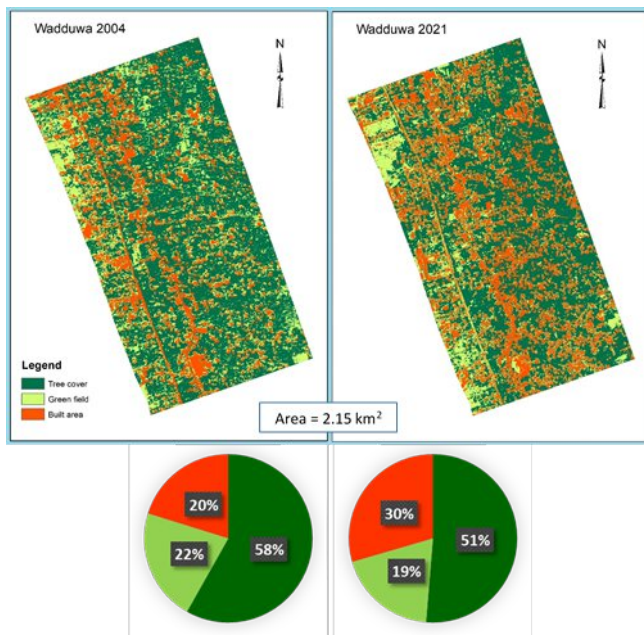 Wadduwa 2004
N
Wadduwa 2021
N
Legend
Tree cover
Green field
Built area
Area = 2.15 km²
20%
22%
58%
30%
19%
51%